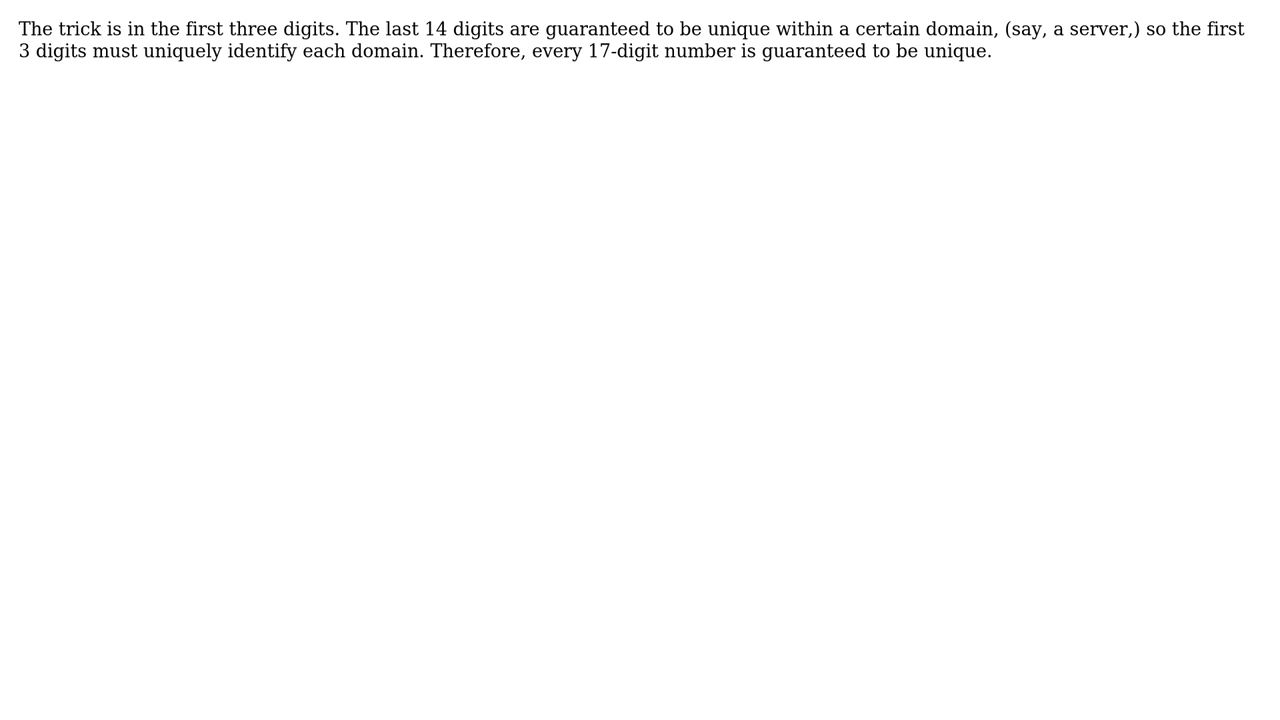 The trick is in the first three digits. The last 14 digits are guaranteed to be unique within a certain domain, (say, a server,) so the first
3 digits must uniquely identify each domain. Therefore, every 17-digit number is guaranteed to be unique.